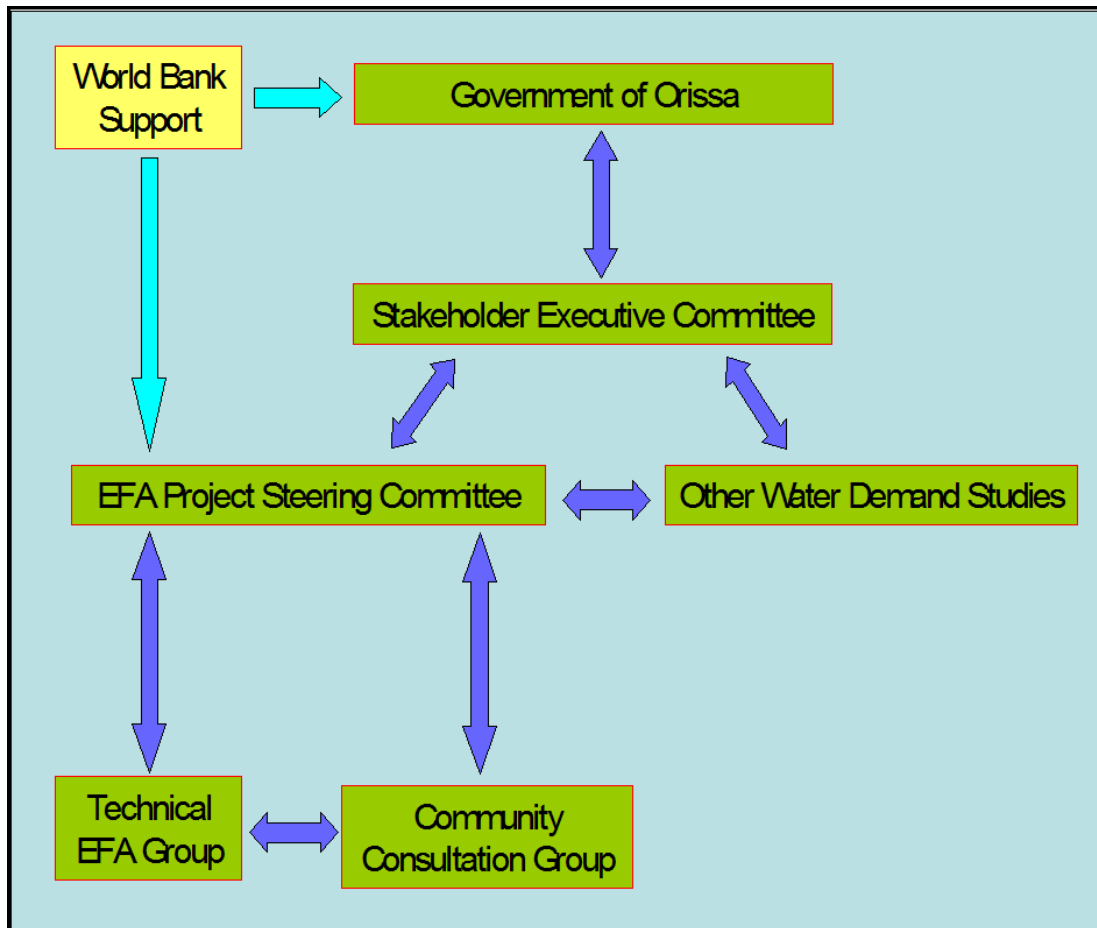 World Bank
Support
Government of Orissa
Stakeholder Executive Committee
EFA Project Steering Committee
Other Water Demand Studies
Technical
EFA Group
Community
Consultation Group